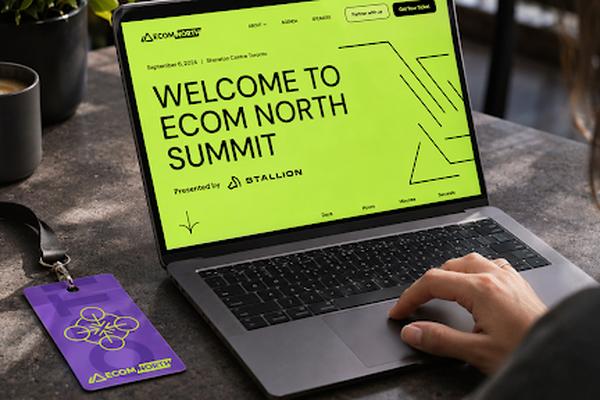 ECOM NORTH
ABOUT
AGENDA
SPEAKERS
Partner with us
Get Your Ticket
September 6, 2024 | Sheraton Centre Toronto
WELCOME TO
ECOM NORTH
SUMMIT
Presented by STALLION
Days
Hours
Minutes
Seconds
ECOM NORTH